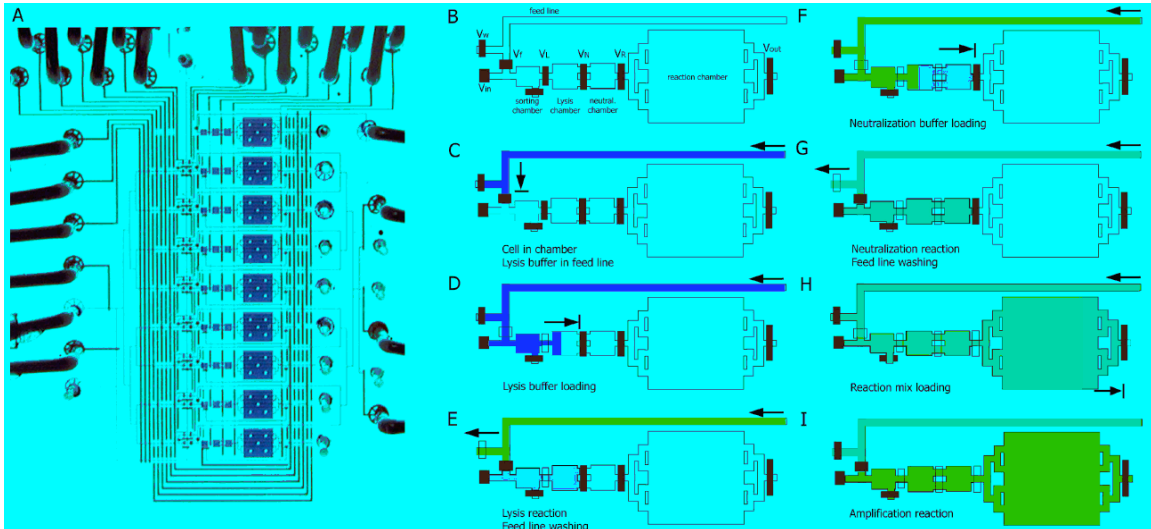 A
B
feed line
Vw
Vf
VL
VN
VR
Vout
Vin
reaction chamber
sorting
chamber
Lysis
chamber
neutral.
chamber
C
Cell in chamber
Lysis buffer in feed line
D
Lysis buffer loading
E
Lysis reaction
Feed line washing
F
Neutralization buffer loading
G
Neutralization reaction
Feed line washing
H
Reaction mix loading
I
Amplification reaction